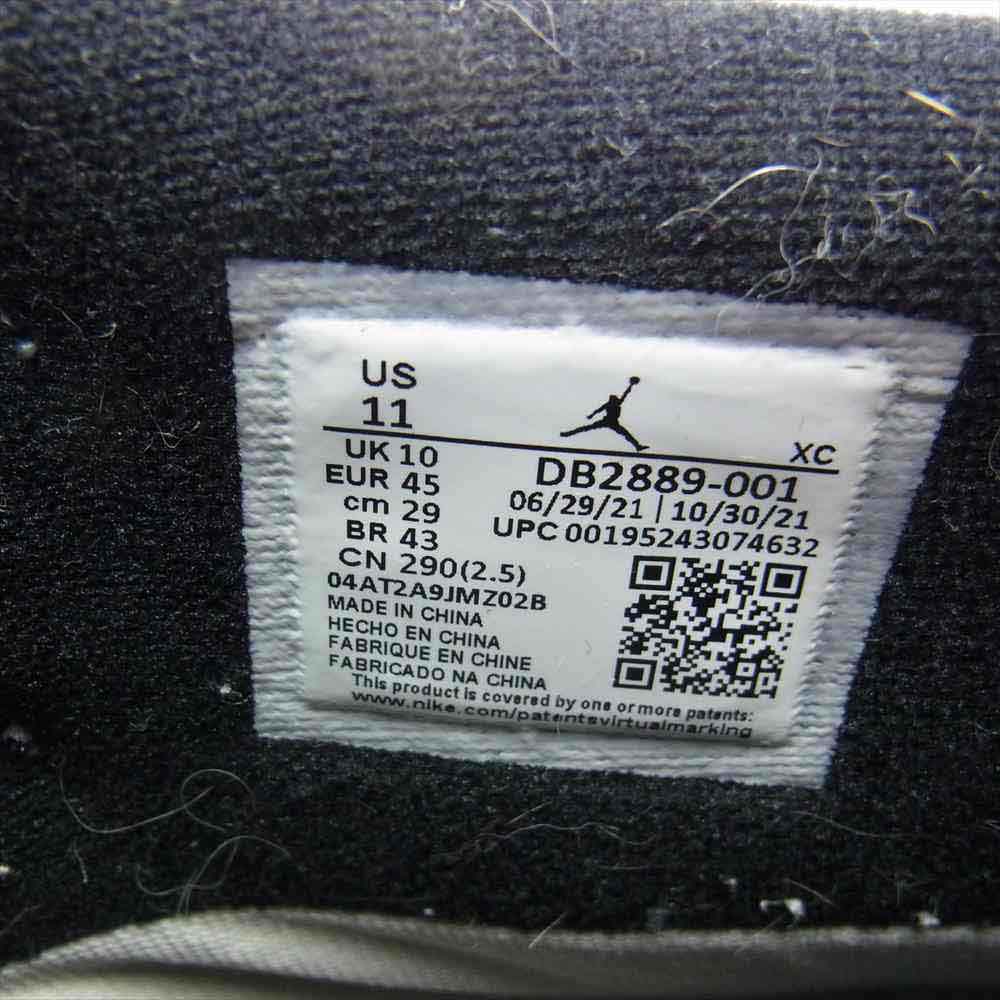 US
11
XC
UK 10
EUR 45
cm 29
BR 43
CN 290(2.5)
DB2889-001
06/29/21 | 10/30/21
UPC 00195243074632
04AT2A9JMZ02B
MADE IN CHINA
HECHO EN CHINA
FABRIQUE EN CHINE
FABRICADO NA CHINA
This product is covered by one or more patents:
www.nike.com/patentsvirtualmarking